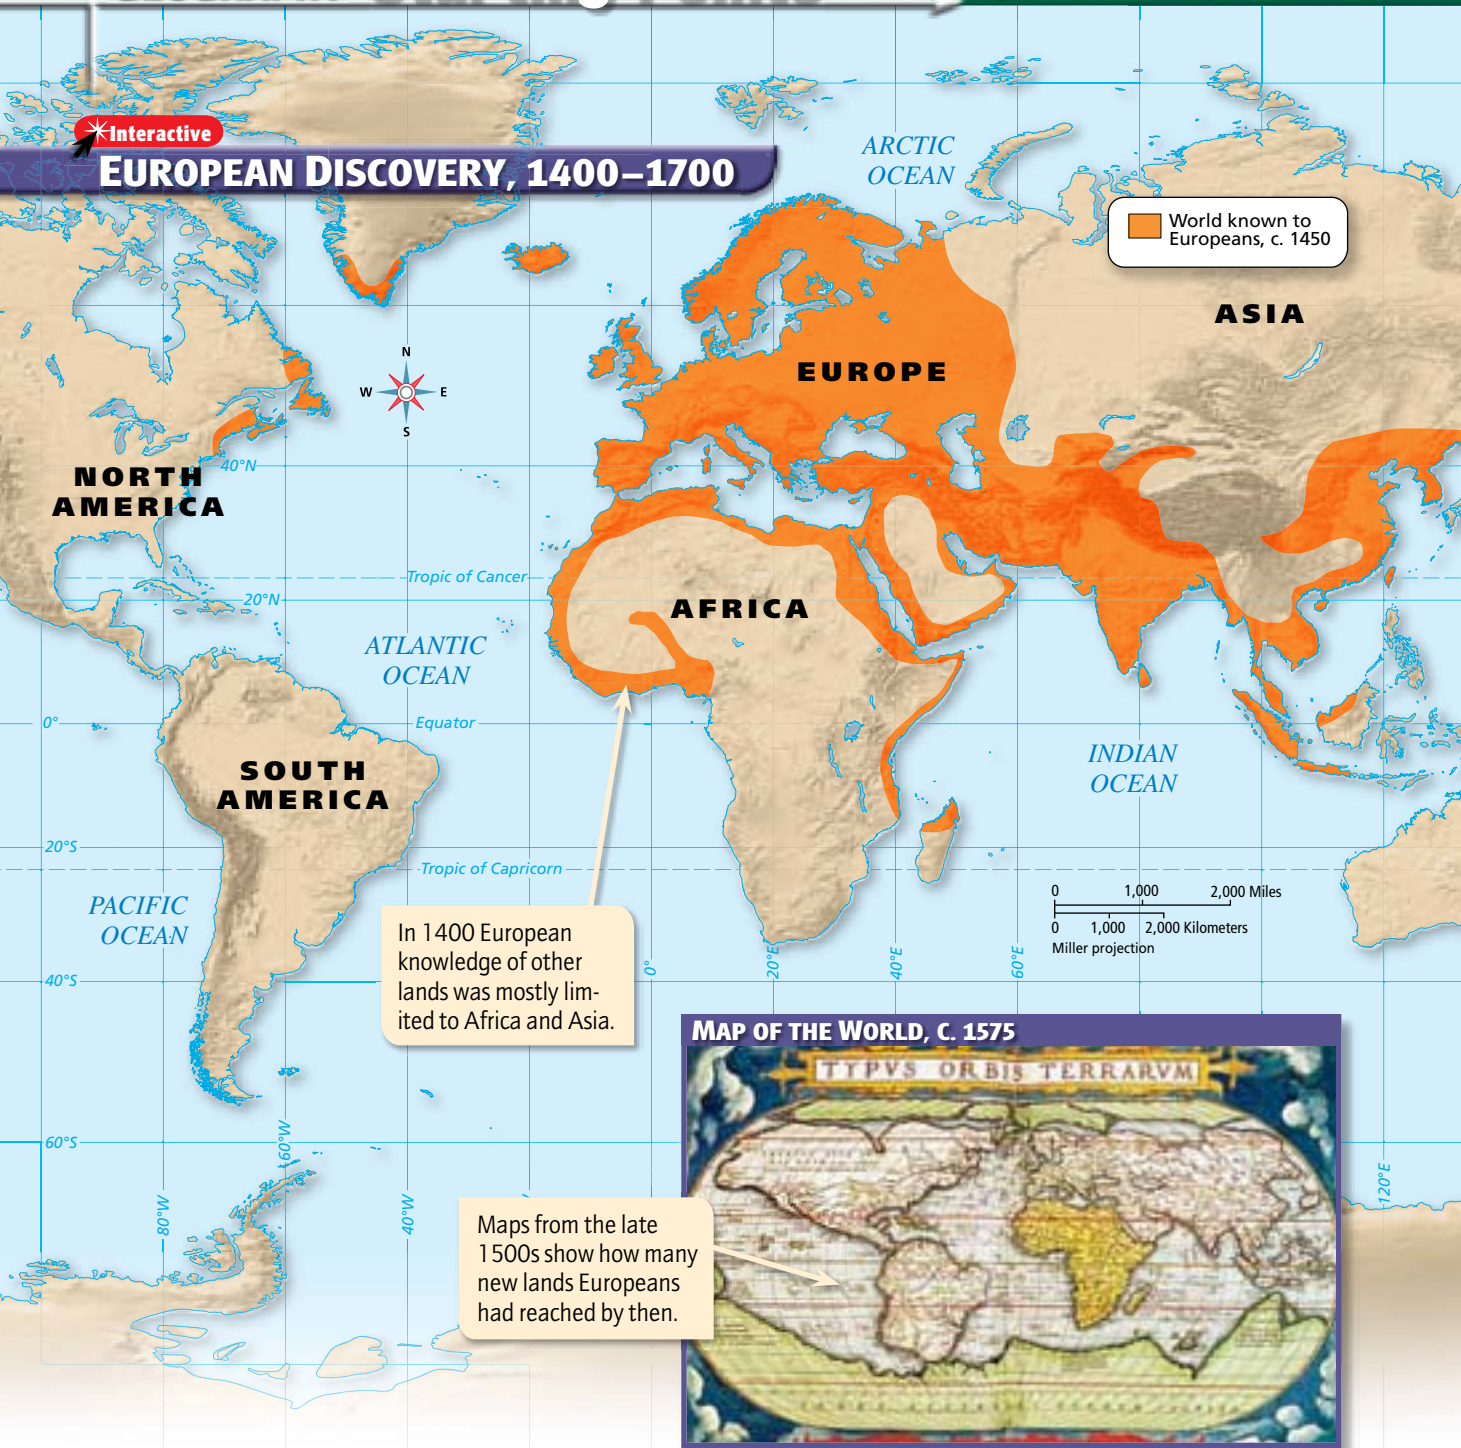 Interactive
EUROPEAN DISCOVERY, 1400–1700
ARCTIC
OCEAN
World known to
Europeans, c. 1450
ASIA
EUROPE
N
W
E
S
40°N
NORTH
AMERICA
Tropic of Cancer
20°N
AFRICA
ATLANTIC
OCEAN
0°
Equator
INDIAN
OCEAN
SOUTH
AMERICA
20°S
Tropic of Capricorn
PACIFIC
OCEAN
0 1,000 2,000 Miles
0 1,000 2,000 Kilometers
Miller projection
In 1400 European
knowledge of other
lands was mostly lim-
ited to Africa and Asia.
0°
20°E
40°E
60°E
40°S
MAP OF THE WORLD, C. 1575
TYPVS ORBIS TERRARVM
60°S
60°W
80°W
40°W
120°E
Maps from the late
1500s show how many
new lands Europeans
had reached by then.